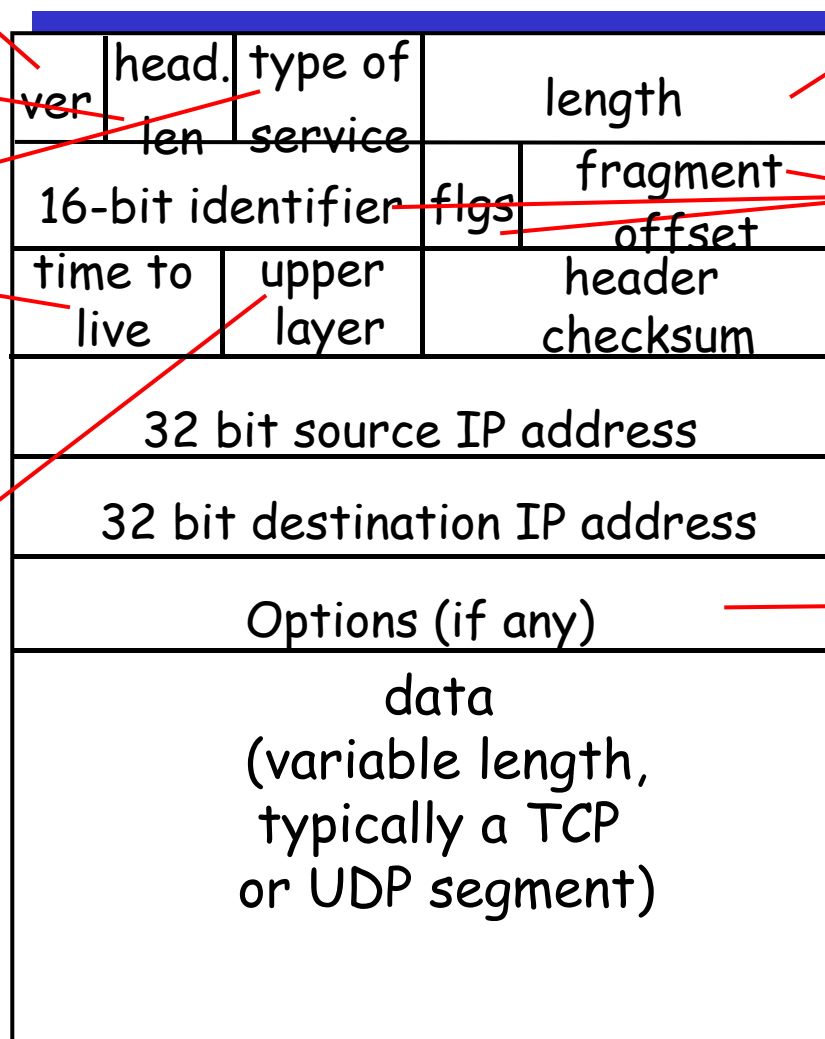 ver
head.
len
type of
service
length
16-bit identifier
flgs
fragment
offset
time to
live
upper
layer
header
checksum
32 bit source IP address
32 bit destination IP address
Options (if any)
data
(variable length,
typically a TCP
or UDP segment)